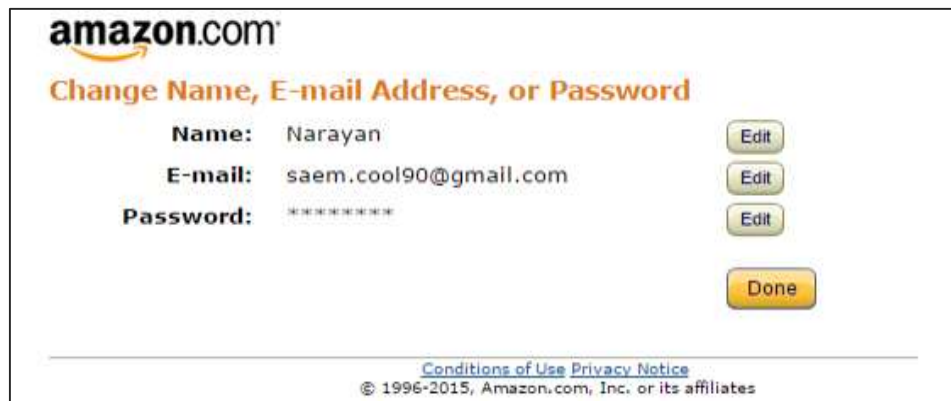 amazon.com
Change Name, E-mail Address, or Password
Name: Narayan Edit
E-mail: saem.cool90@gmail.com Edit
Password: ******** Edit
Done
Conditions of Use Privacy Notice
© 1996-2015, Amazon.com, Inc. or its affiliates